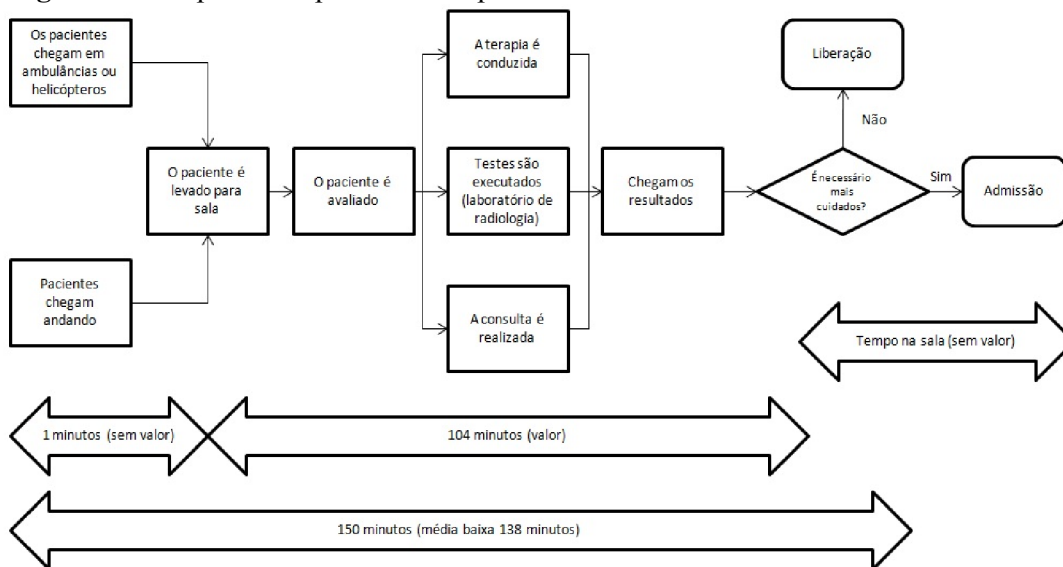 Os pacientes
chegam em
ambulâncias ou
helicópteros
Pacientes
chegam
andando
O paciente é
levado para
sala
O paciente é
avaliado
A terapia é
conduzida
Testes são
executados
(laboratório de
radiologia)
A consulta é
realizada
Chegam os
resultados
É necessário
mais
cuidados?
Não
Liberação
Sim
Admissão
Tempo na sala (sem valor)
1 minutos (sem valor)
104 minutos (valor)
150 minutos (média baixa 138 minutos)